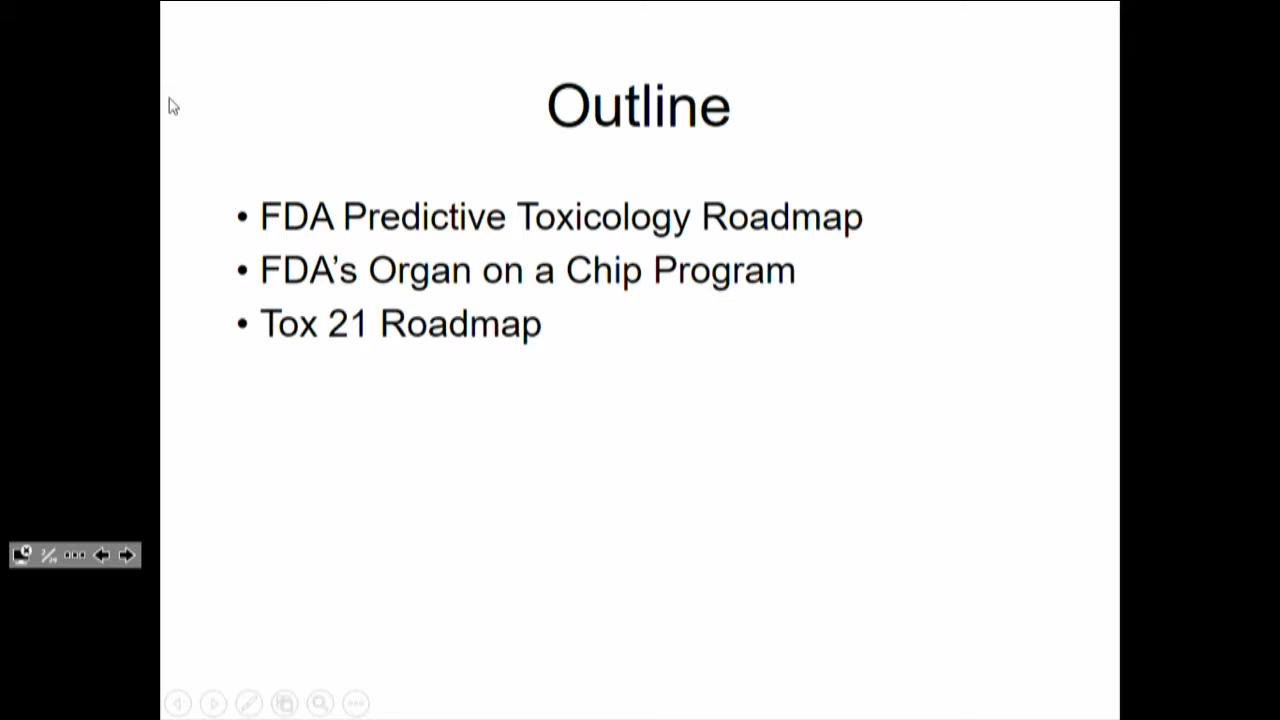 Outline
• FDA Predictive Toxicology Roadmap
• FDA’s Organ on a Chip Program
• Tox 21 Roadmap